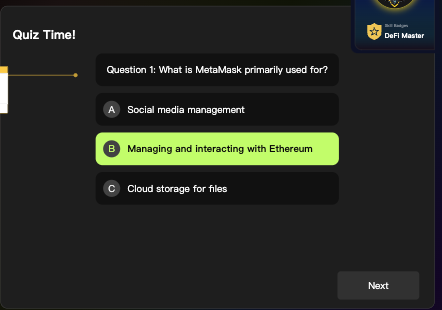 Skill Badges
DeFi Master
Quiz Time!
Question 1: What is MetaMask primarily used for?
A Social media management
B Managing and interacting with Ethereum
C Cloud storage for files
Next